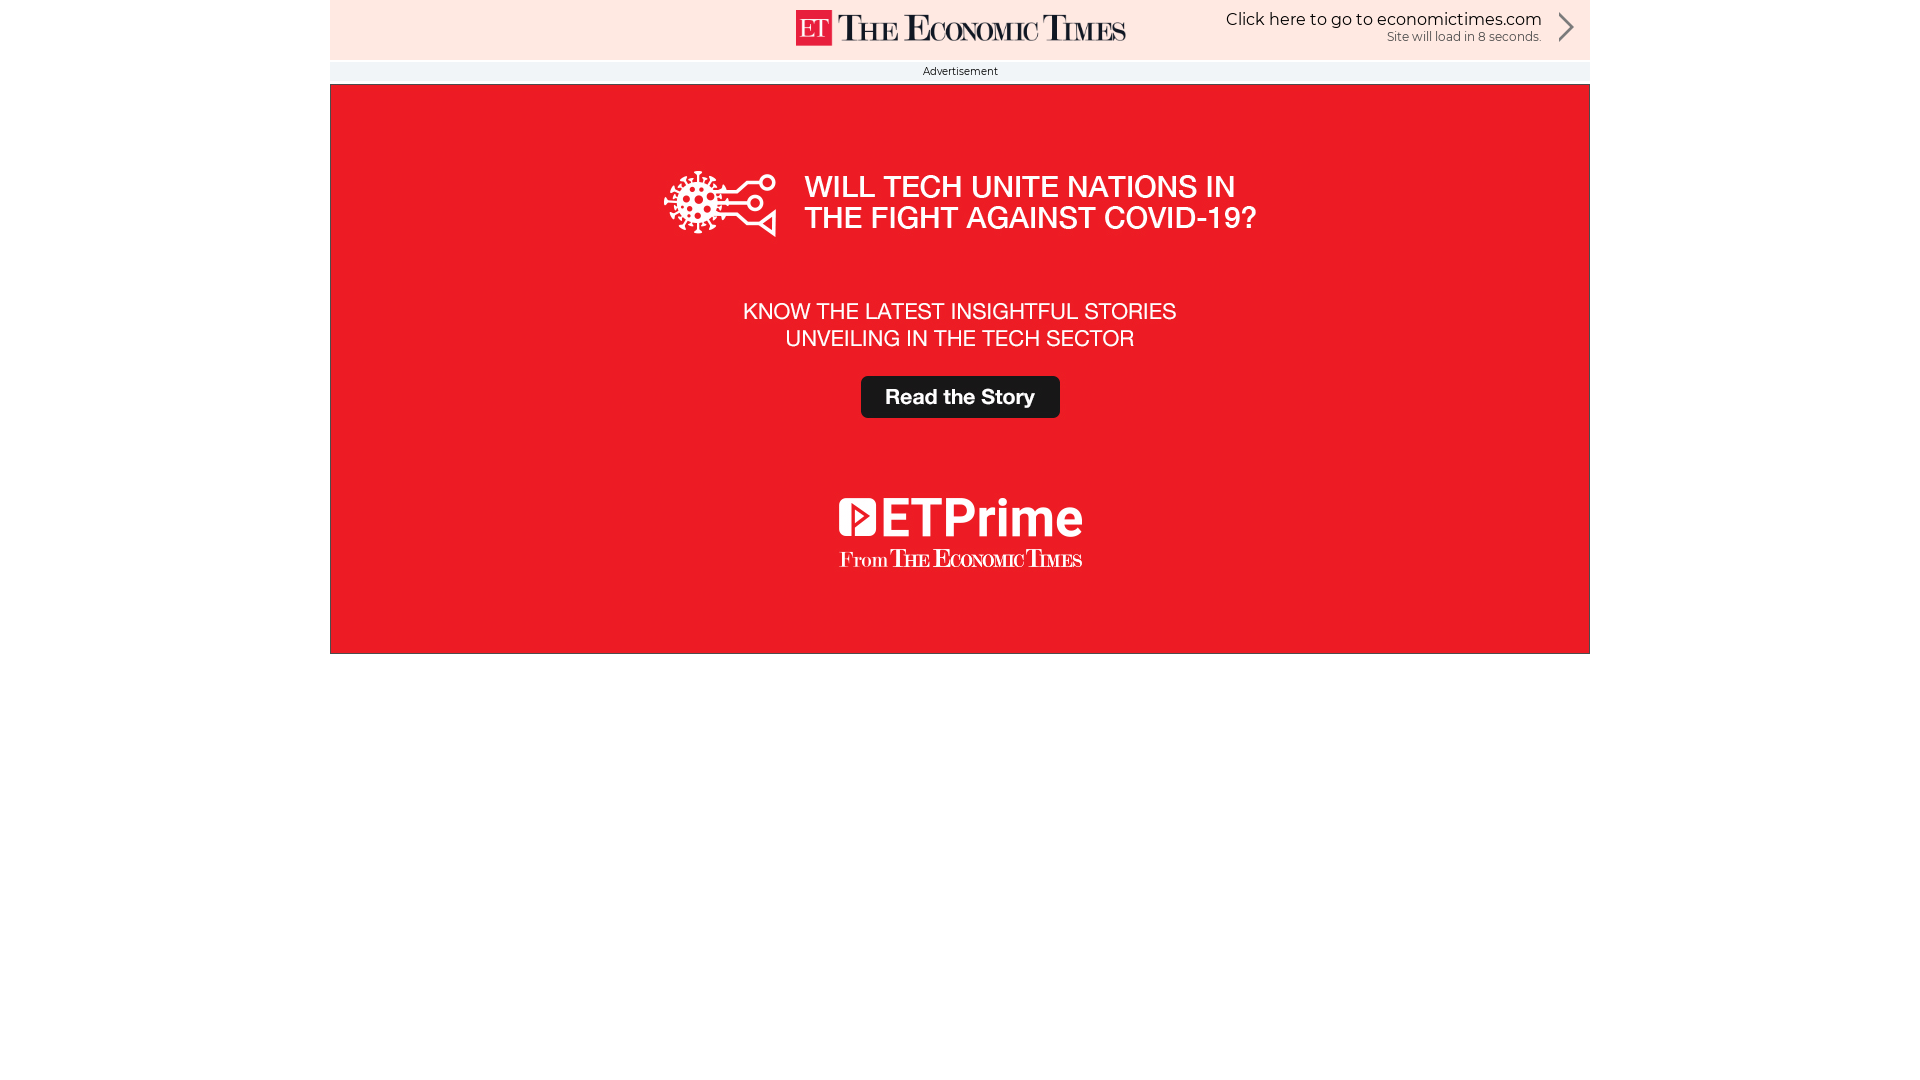 ET THE ECONOMIC TIMES
Click here to go to economictimes.com
Site will load in 8 seconds.
Advertisement
WILL TECH UNITE NATIONS IN
THE FIGHT AGAINST COVID-19?
KNOW THE LATEST INSIGHTFUL STORIES
UNVEILING IN THE TECH SECTOR
Read the Story
ETPrime
From THE ECONOMIC TIMES